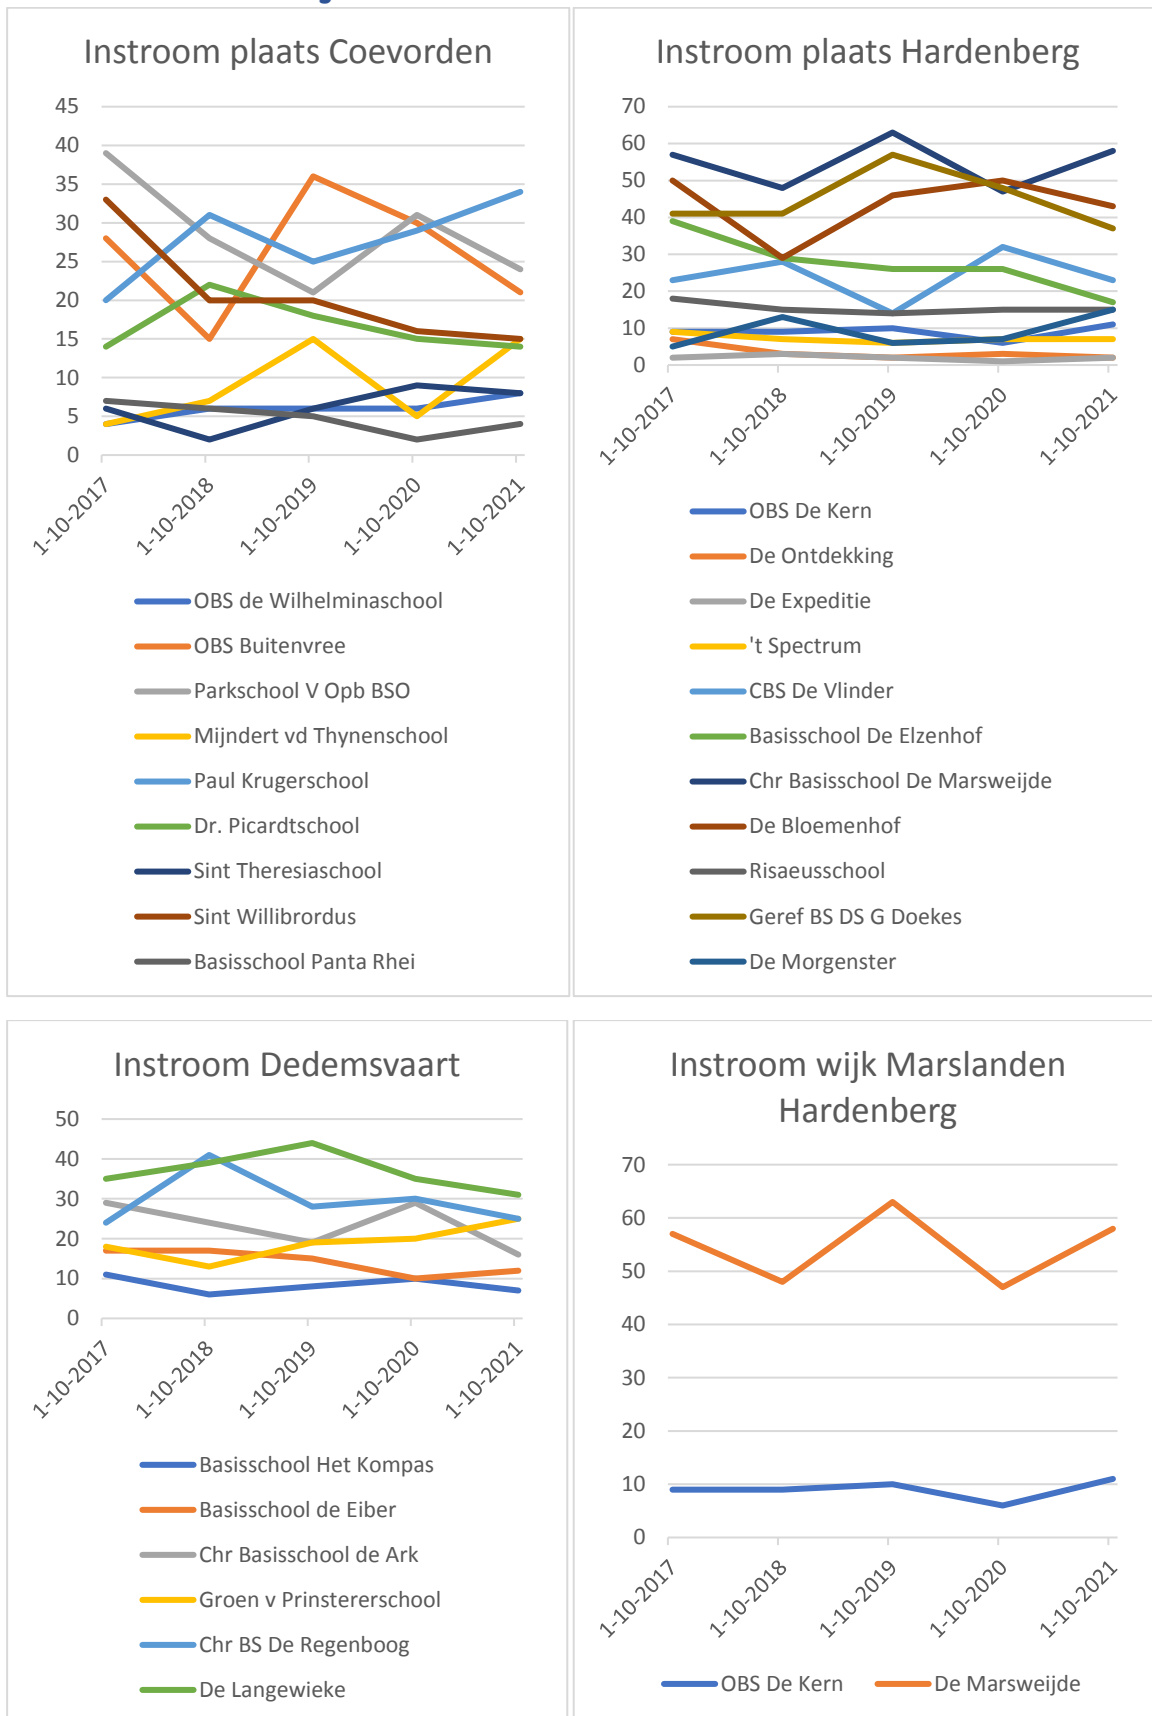 Instroom plaats Coevorden
45
40
35
30
25
20
15
10
5
0
1-10-2017
1-10-2018
1-10-2019
1-10-2020
1-10-2021
OBS de Wilhelminaschool
OBS Buitenvree
Parkschool V Opb BSO
Mijndert vd Thynenschool
Paul Krugerschool
Dr. Picardtschool
Sint Theresiaschool
Sint Willibrordus
Basisschool Panta Rhei
Instroom plaats Hardenberg
70
60
50
40
30
20
10
0
1-10-2017
1-10-2018
1-10-2019
1-10-2020
1-10-2021
OBS De Kern
De Ontdekking
De Expeditie
't Spectrum
CBS De Vlinder
Basisschool De Elzenhof
Chr Basisschool De Marsweijde
De Bloemenhof
Risaeusschool
Geref BS DS G Doekes
De Morgenster
Instroom Dedemsvaart
50
40
30
20
10
0
1-10-2017
1-10-2018
1-10-2019
1-10-2020
1-10-2021
Basisschool Het Kompas
Basisschool de Eiber
Chr Basisschool de Ark
Groen v Prinstererschool
Chr BS De Regenboog
De Langewieke
Instroom wijk Marslanden
Hardenberg
70
60
50
40
30
20
10
0
1-10-2017
1-10-2018
1-10-2019
1-10-2020
1-10-2021
OBS De Kern
De Marsweijde